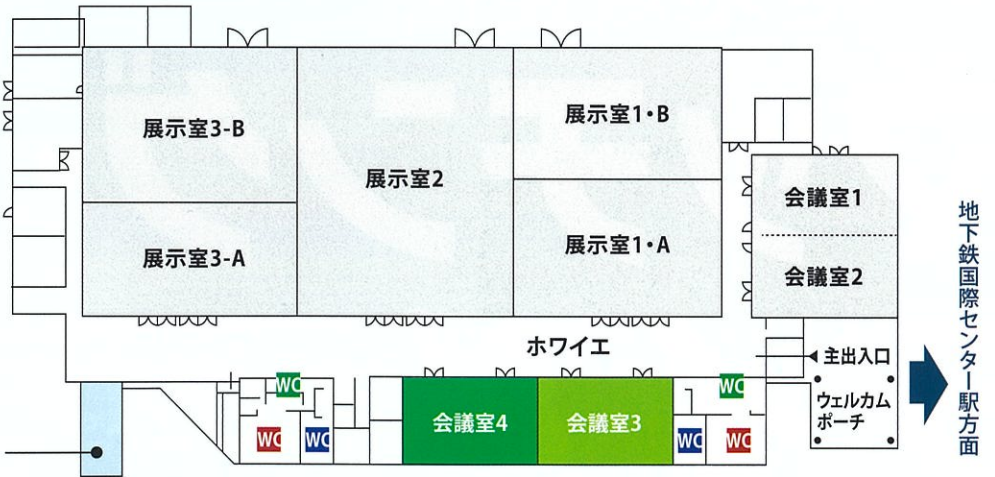 展示室3-B
展示室2
展示室1・B
展示室3-A
展示室1・A
会議室1
会議室2
ホワイエ
主出入口
ウェルカム
ポーチ
WC
WC
WC
会議室4
会議室3
WC
WC
WC
地下鉄国際センター駅方面